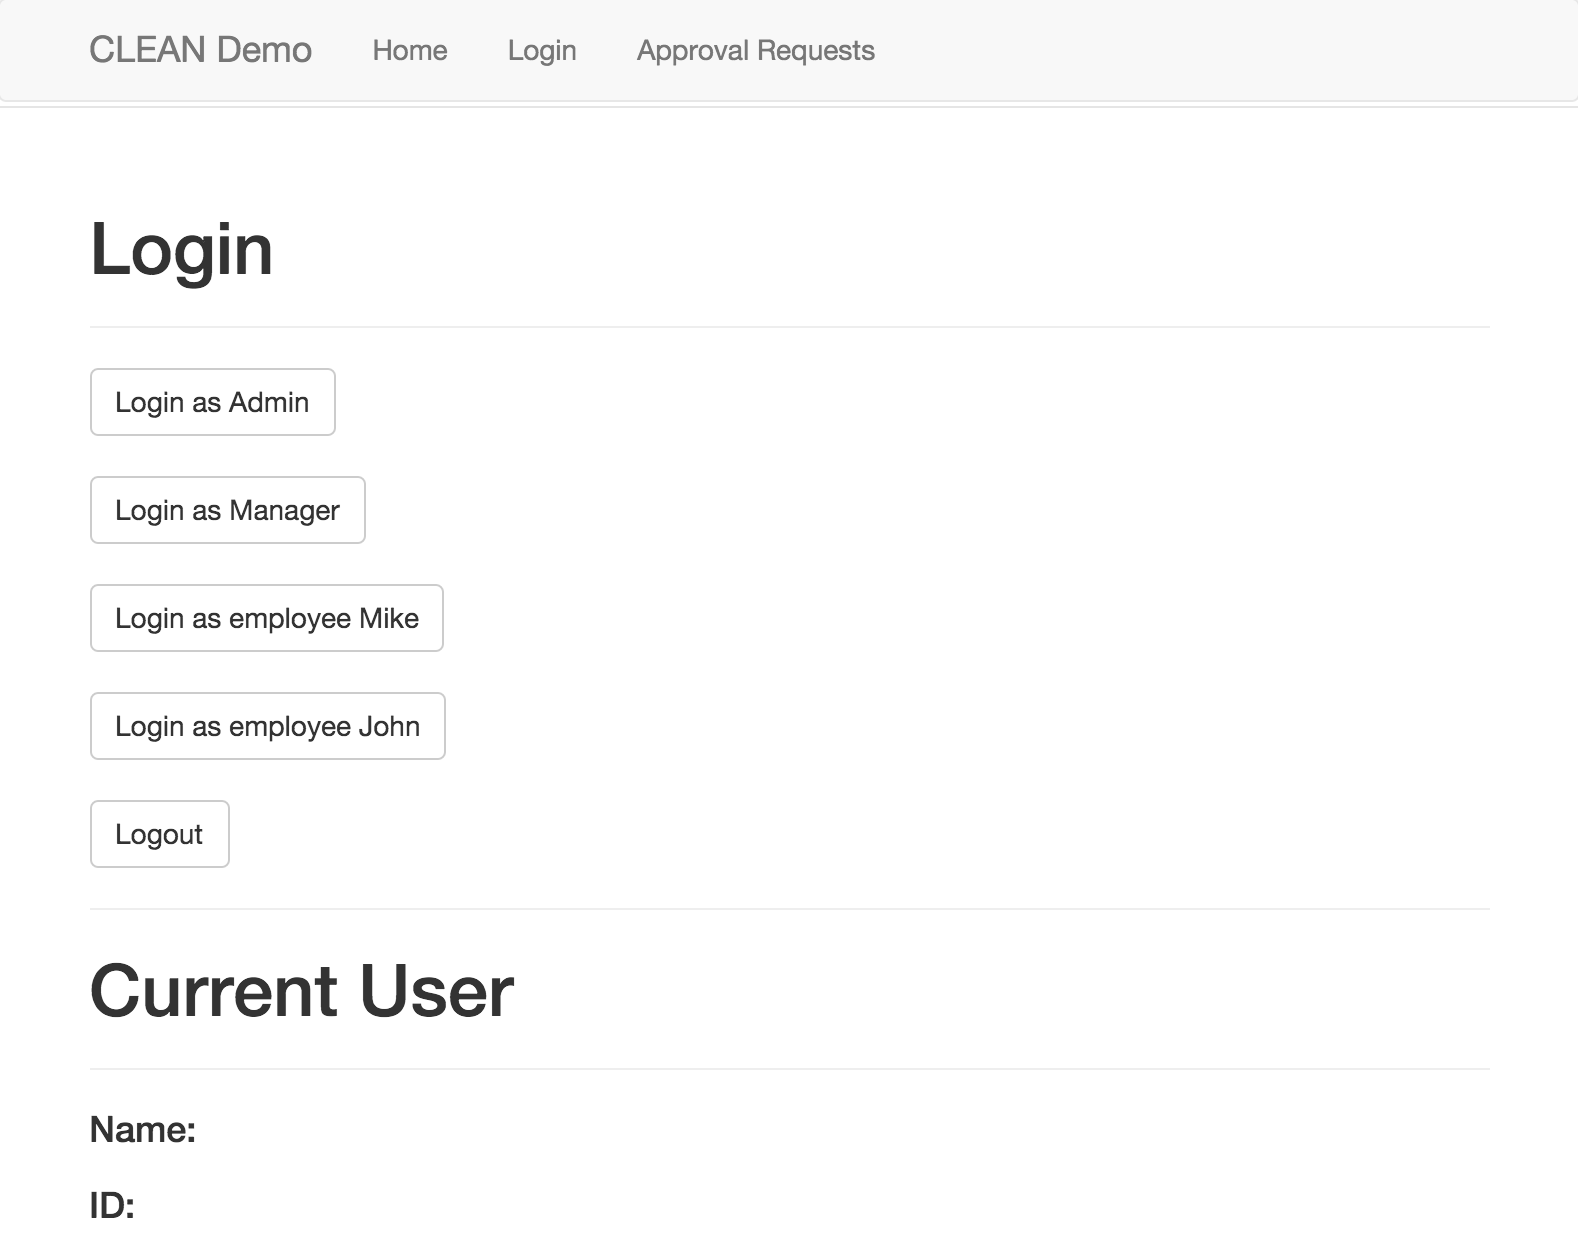 CLEAN Demo Home Login Approval Requests
Login
Login as Admin
Login as Manager
Login as employee Mike
Login as employee John
Logout
Current User
Name:
ID: